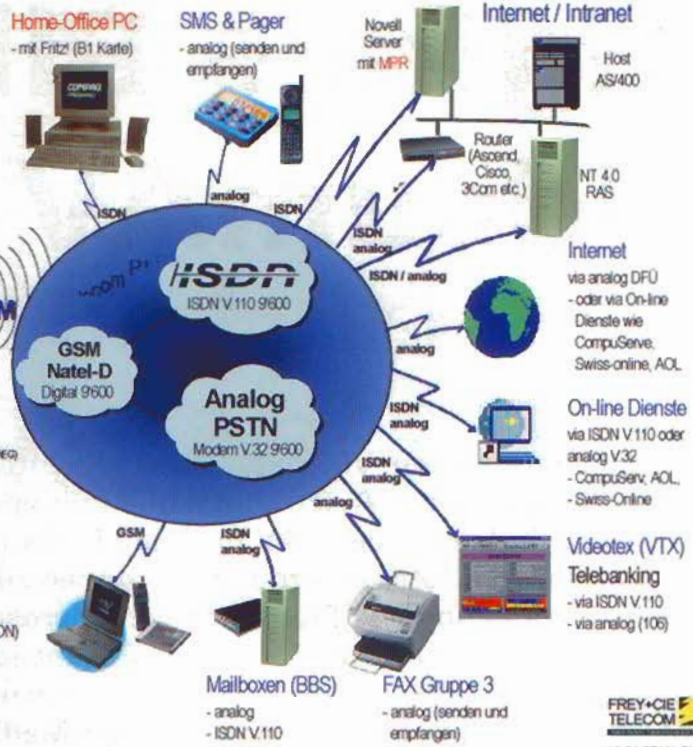 Home-Office PC
- mit Fritz! (B1 Karte)
SMS & Pager
- analog (senden und
empfangen)
Novell
Server
mit MPR
Internet / Intranet
Host
AS/400
Router
(Ascend,
Cisco,
3Com etc.)
NT 4.0
RAS
COMPAQ
ISDN
analog
ISDN
ISDN
analog
ISDN / analog
ISDN
ISDN V.110 9'600
GSM
Natel-D
Digital 9'600
Analog
PSTN
Modem V.32 9'600
Internet
via analog DFÜ
- oder via On-line
Dienste wie
CompuServe,
Swiss-online, AOL
analog
On-line Dienste
via ISDN V.110 oder
analog V.32
- CompuServ, AOL,
- Swiss-Online
ISDN
analog
Videotex (VTX)
Telebanking
- via ISDN V.110
- via analog (106)
ISDN
analog
analog
GSM
ISDN
analog
Mailboxen (BBS)
- analog
- ISDN V.110
FAX Gruppe 3
- analog (senden und
empfangen)
FREY+CIE
TELECOM